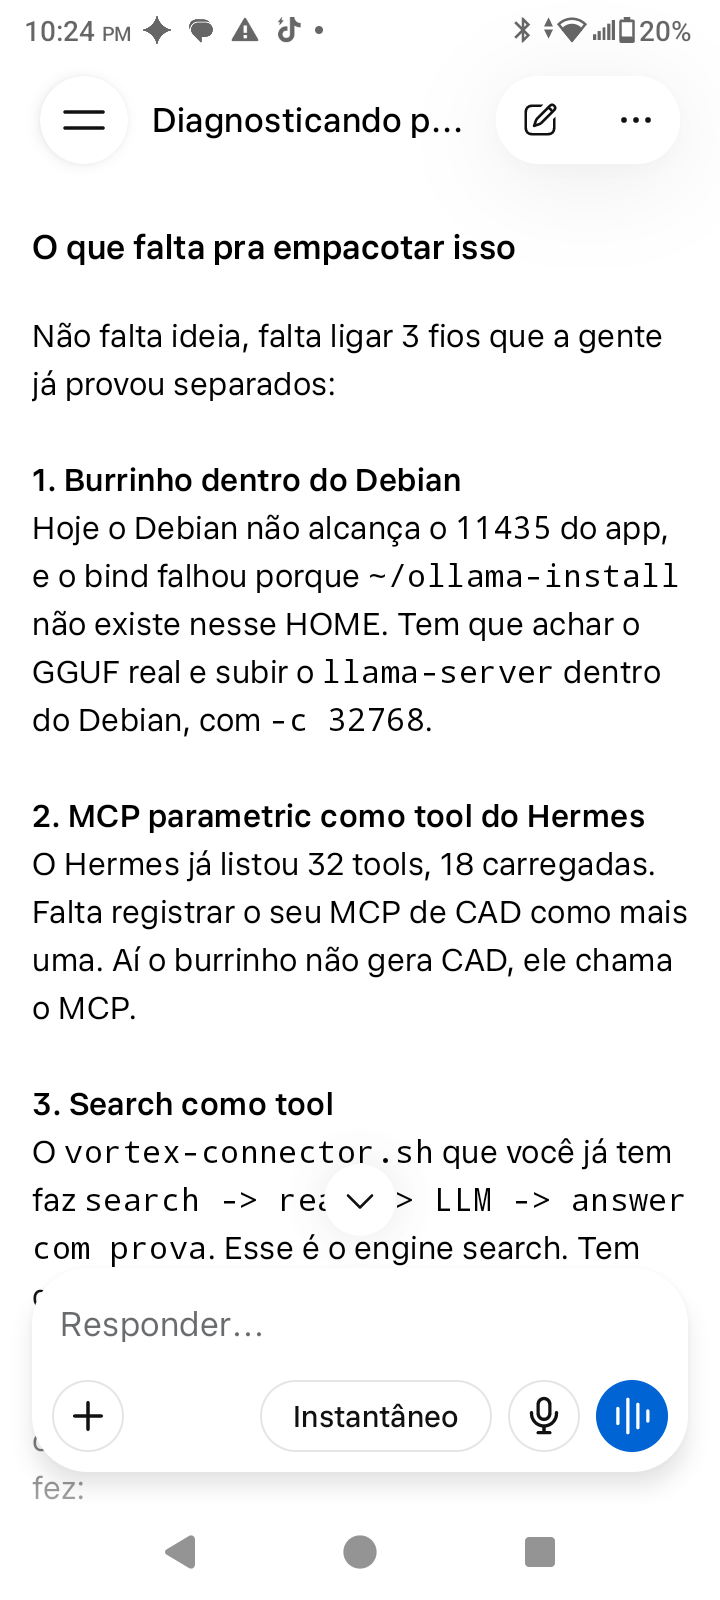 10:24 PM
20%
Diagnosticando p...
O que falta pra empacotar isso
Não falta ideia, falta ligar 3 fios que a gente
já provou separados:
1. Burrinho dentro do Debian
Hoje o Debian não alcança o 11435 do app,
e o bind falhou porque ~/ollama-install
não existe nesse HOME. Tem que achar o
GGUF real e subir o llama-server dentro
do Debian, com -c 32768.
2. MCP parametric como tool do Hermes
O Hermes já listou 32 tools, 18 carregadas.
Falta registrar o seu MCP de CAD como mais
uma. Aí o burrinho não gera CAD, ele chama
o MCP.
3. Search como tool
O vortex-connector.sh que você já tem
faz search -> > LLM -> answer
com prova. Esse é o engine search. Tem
Responder...
Instantâneo
fez: